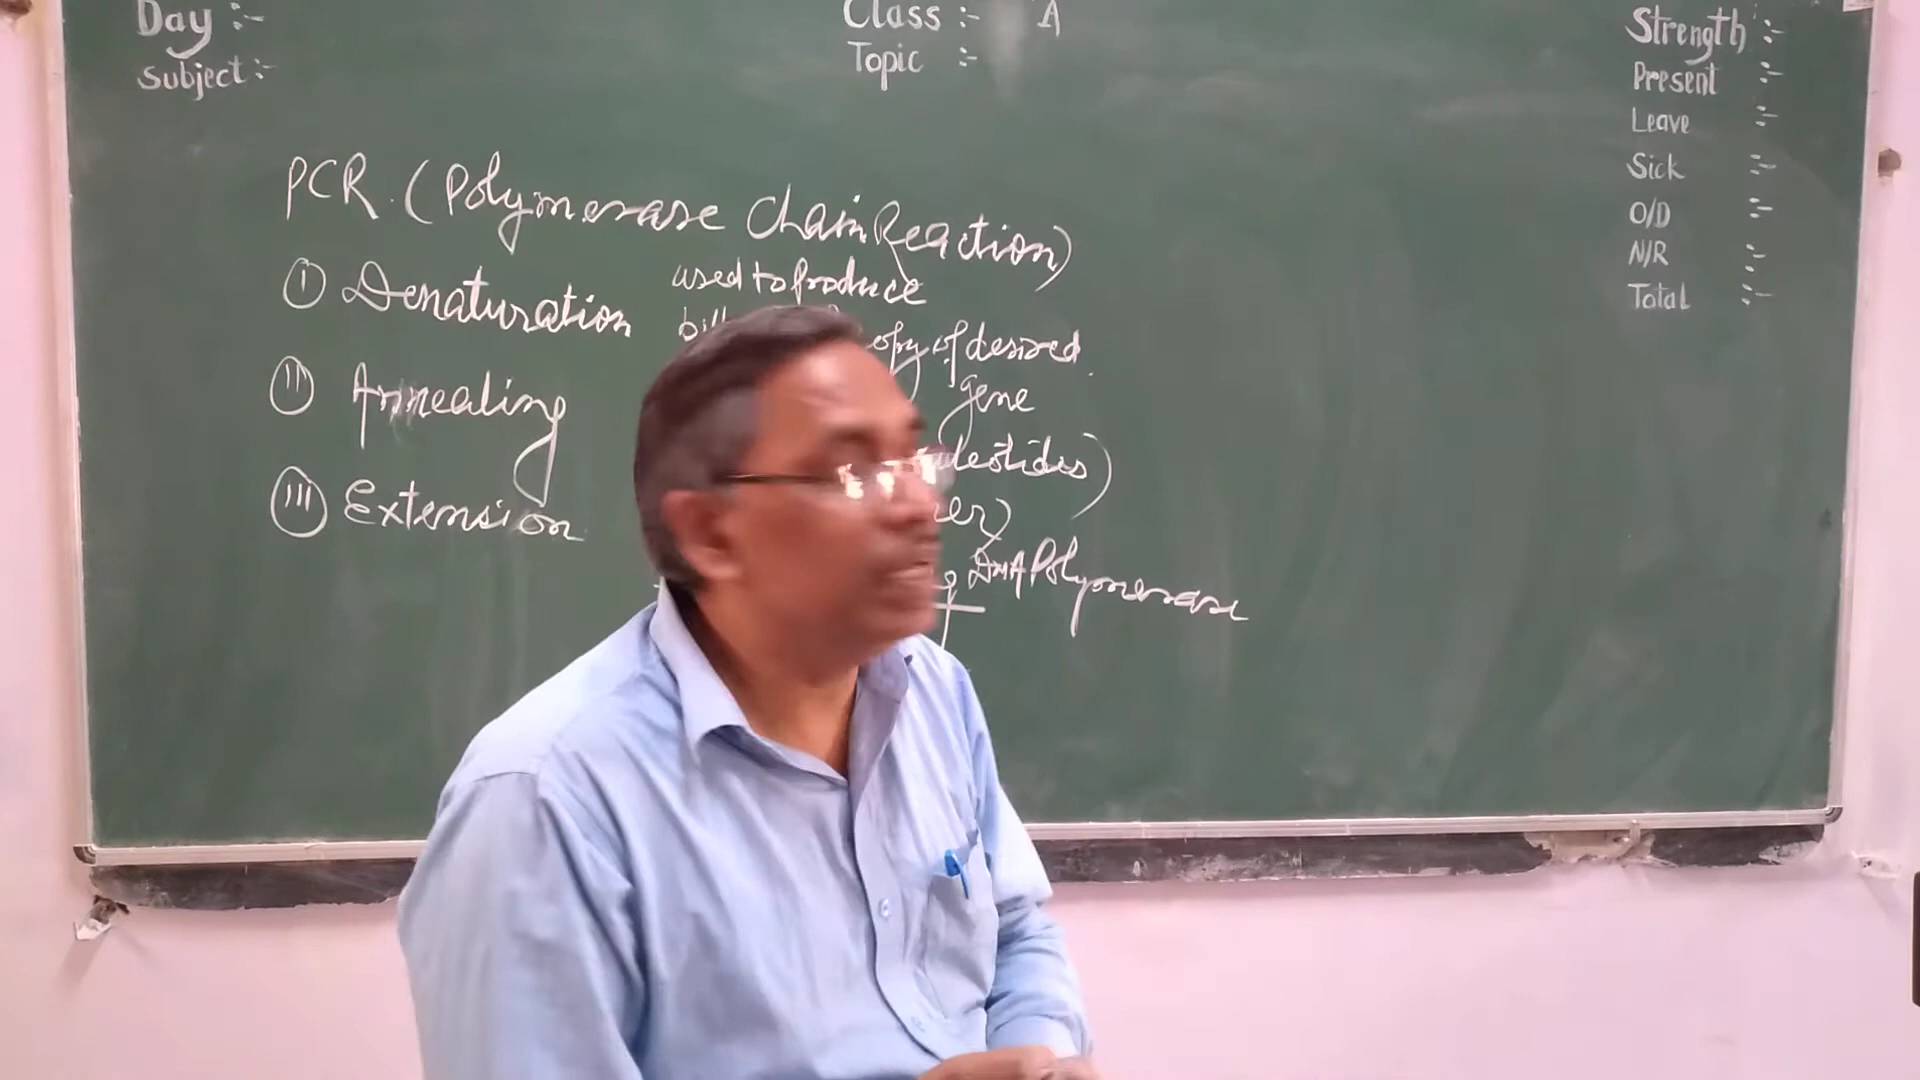 Day :-
Subject :-
Class :- A
Topic :-
Strength :-
Present :-
Leave :-
Sick :-
O/D :-
N/R :-
Total :-
PCR. (Polymerase Chain Reaction)
(I) Denaturation
used to produce
of desired
gene
(II) Annealing
(III) Extension
DNA Polymerase